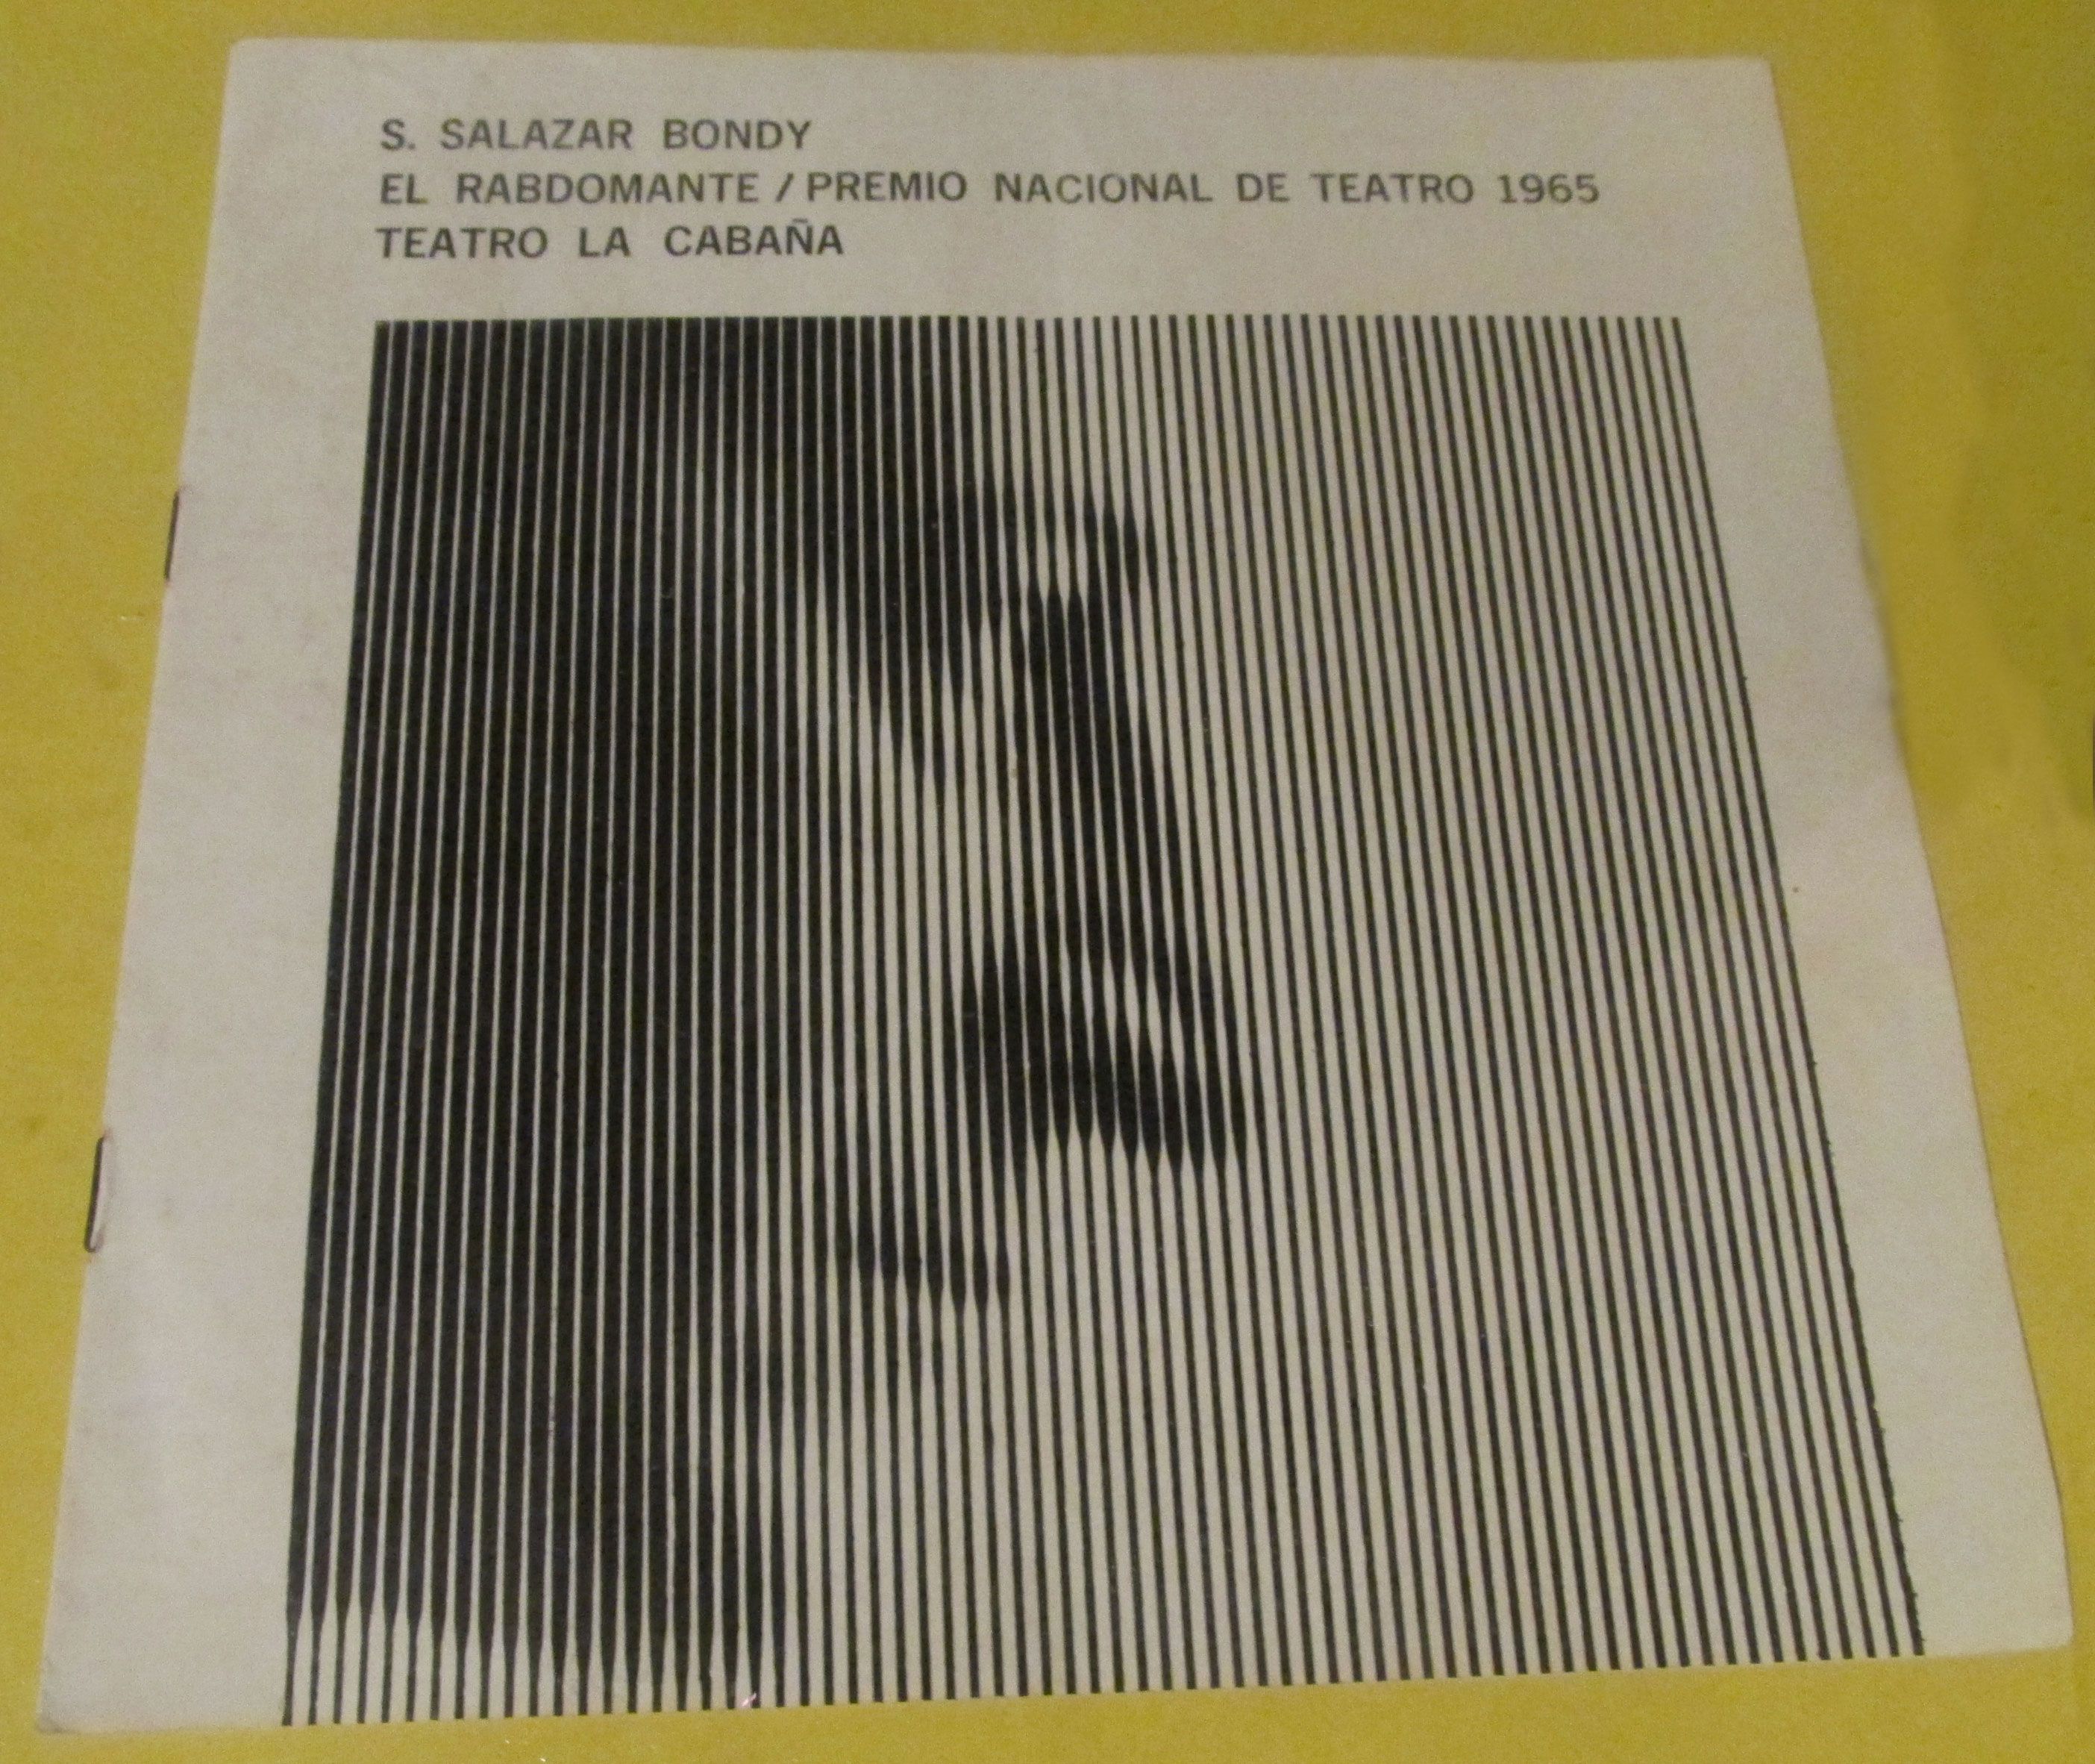 S. SALAZAR BONDY
EL RABDOMANTE / PREMIO NACIONAL DE TEATRO 1965
TEATRO LA CABAÑA